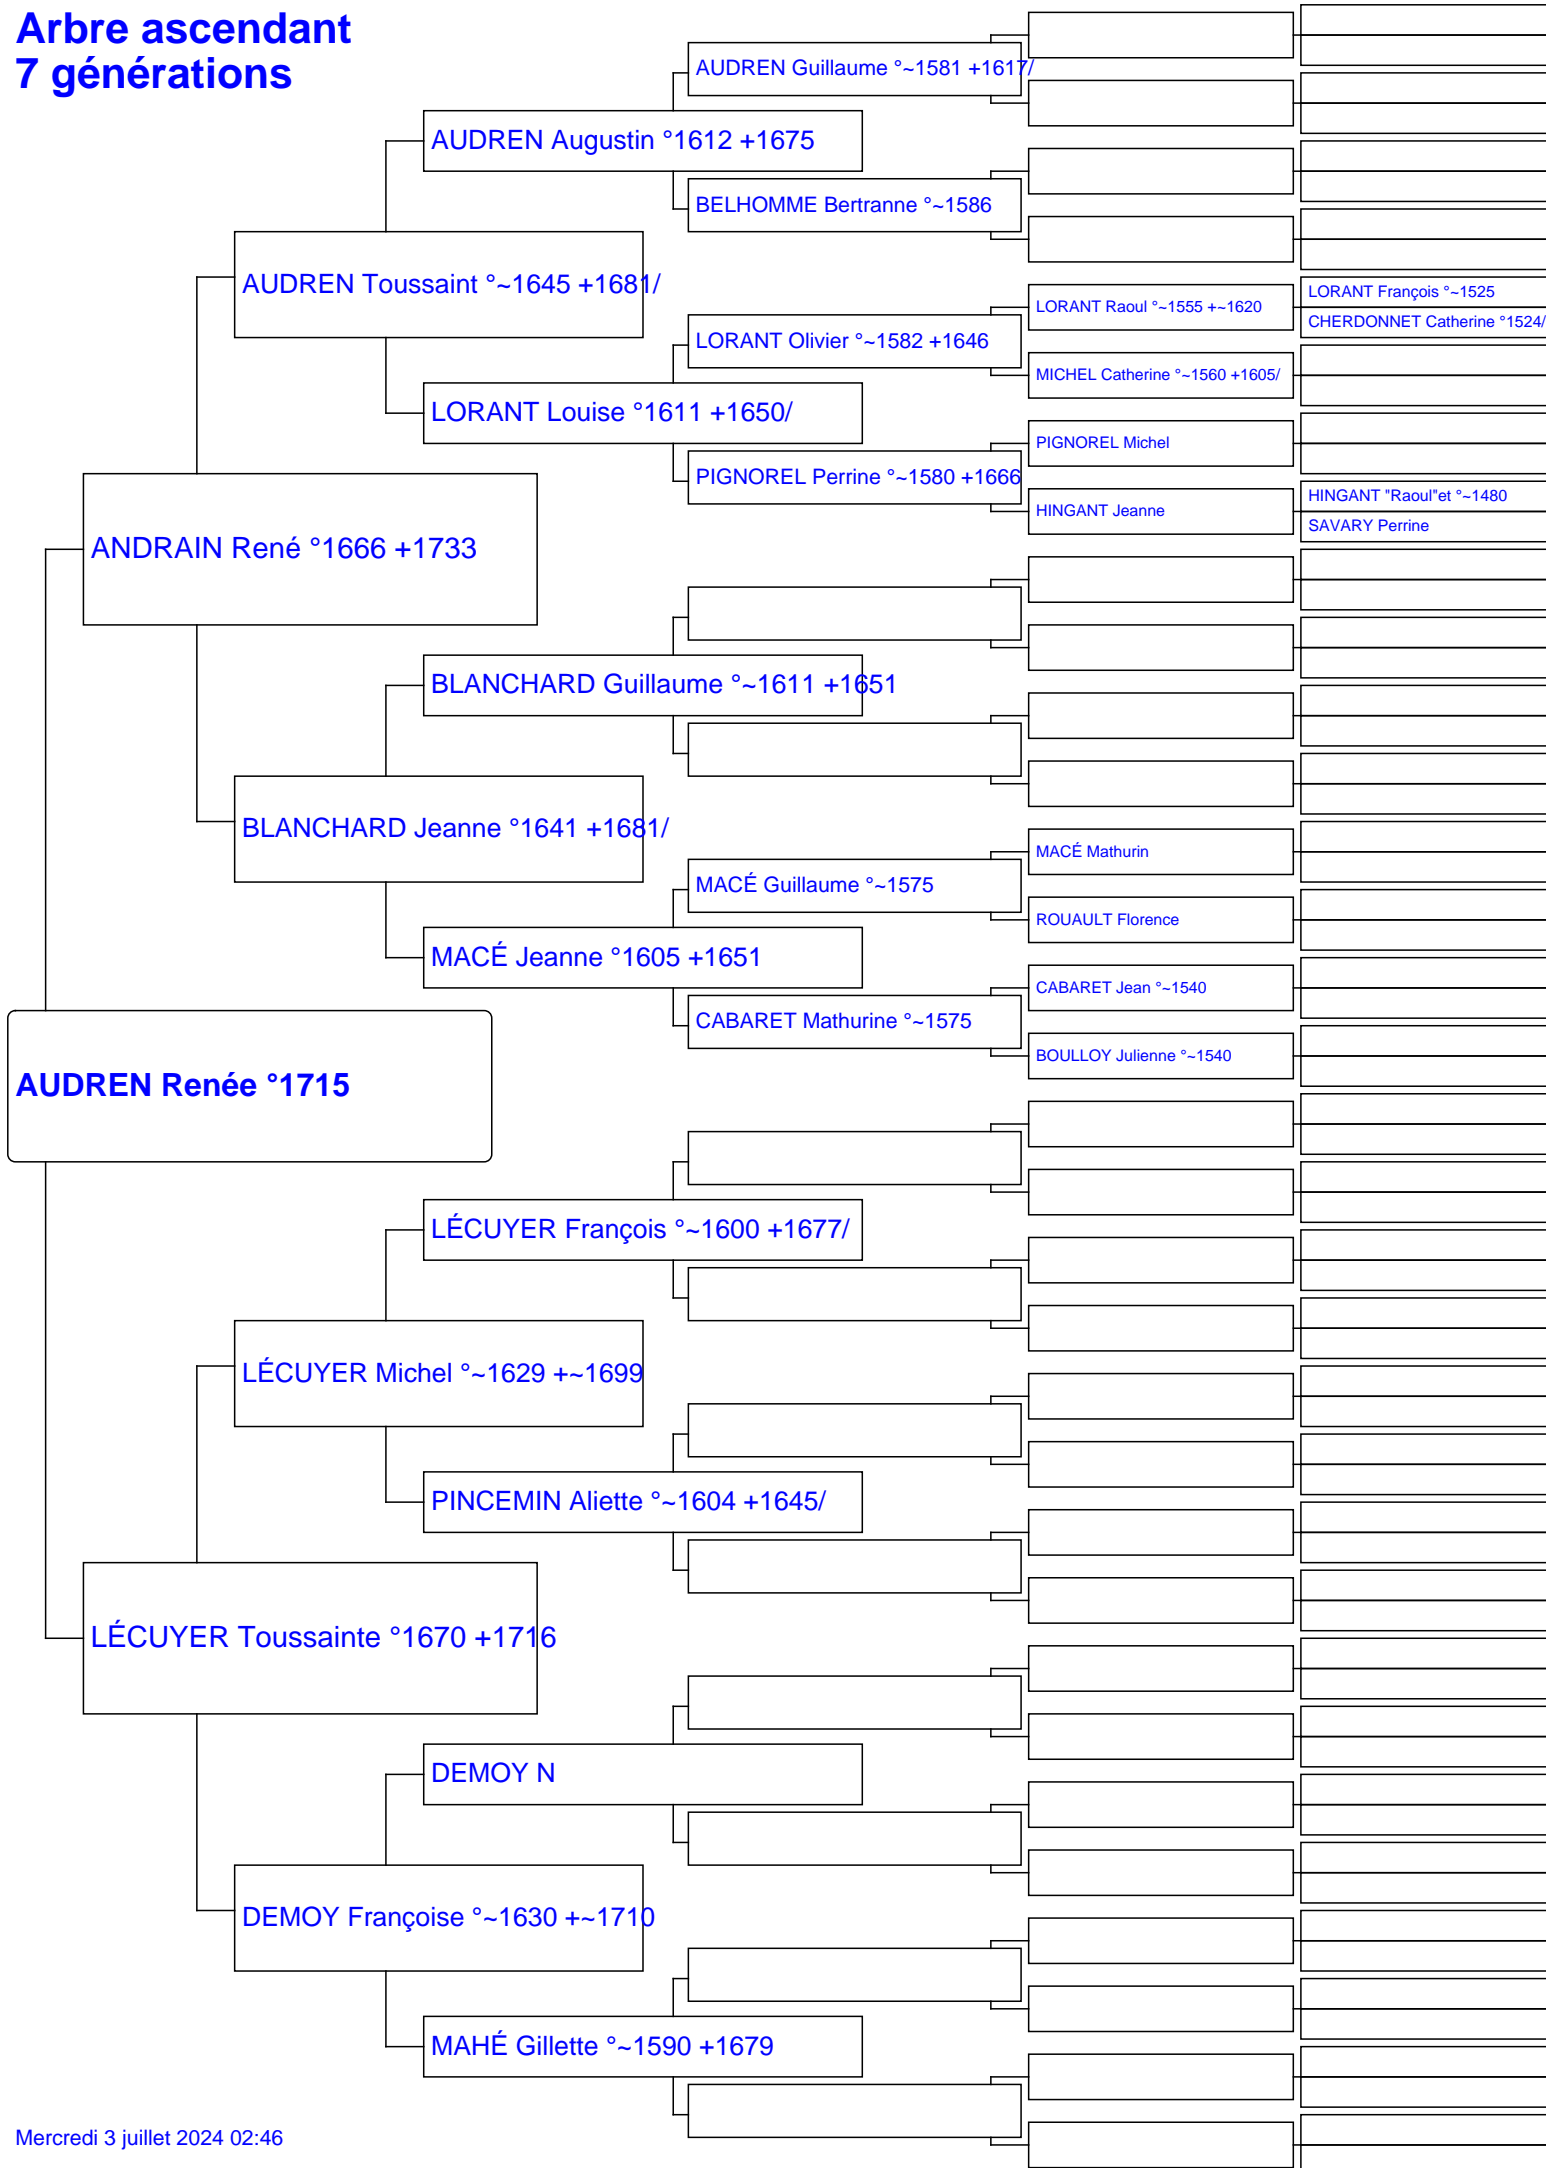 Arbre ascendant
7 générations
AUDREN Guillaume °~1581 +1617/
AUDREN Augustin °1612 +1675
BELHOMME Bertranne °~1586
AUDREN Toussaint °~1645 +1681/
LORANT François °~1525
LORANT Raoul °~1555 +~1620
CHERDONNET Catherine °1524/
LORANT Olivier °~1582 +1646
MICHEL Catherine °~1560 +1605/
LORANT Louise °1611 +1650/
PIGNOREL Michel
PIGNOREL Perrine °~1580 +1666
HINGANT "Raoul"et °~1480
HINGANT Jeanne
SAVARY Perrine
ANDRAIN René °1666 +1733
BLANCHARD Guillaume °~1611 +1651
BLANCHARD Jeanne °1641 +1681/
MACÉ Mathurin
MACÉ Guillaume °~1575
ROUAULT Florence
MACÉ Jeanne °1605 +1651
CABARET Jean °~1540
CABARET Mathurine °~1575
BOULLOY Julienne °~1540
AUDREN Renée °1715
LÉCUYER François °~1600 +1677/
LÉCUYER Michel °~1629 +~1699
PINCEMIN Aliette °~1604 +1645/
LÉCUYER Toussainte °1670 +1716
DEMOY N
DEMOY Françoise °~1630 +~1710
MAHÉ Gillette °~1590 +1679
Mercredi 3 juillet 2024 02:46